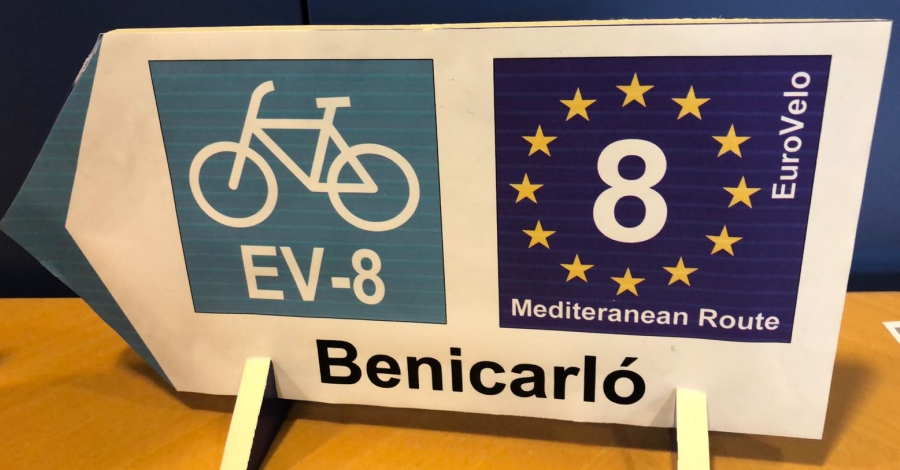 EV-8
8
EuroVelo
Mediteranean Route
Benicarló